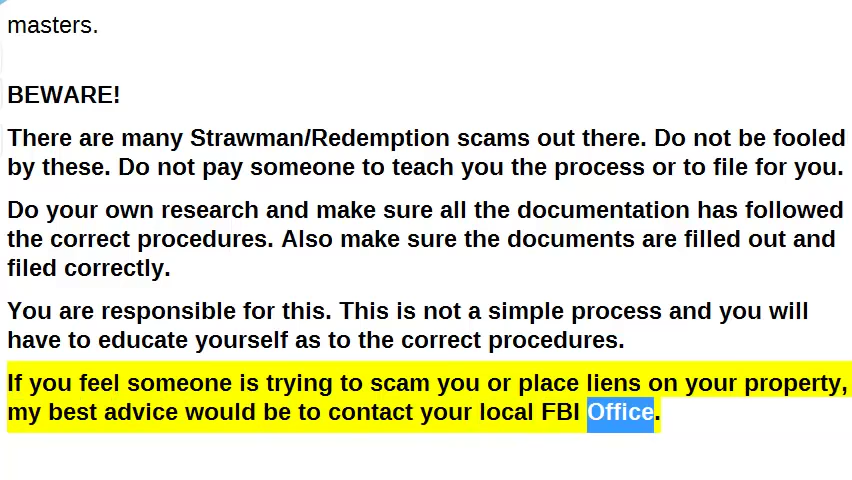 masters.
BEWARE!
There are many Strawman/Redemption scams out there. Do not be fooled
by these. Do not pay someone to teach you the process or to file for you.
Do your own research and make sure all the documentation has followed
the correct procedures. Also make sure the documents are filled out and
filed correctly.
You are responsible for this. This is not a simple process and you will
have to educate yourself as to the correct procedures.
If you feel someone is trying to scam you or place liens on your property,
my best advice would be to contact your local FBI Office.